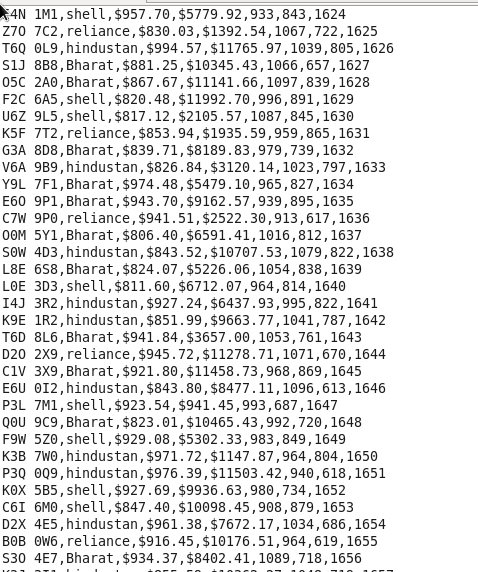 4N 1M1,shell,$957.70,$5779.92,933,843,1624
Z7O 7C2,reliance,$830.03,$1392.54,1067,722,1625
T6Q 0L9,hindustan,$994.57,$11765.97,1039,805,1626
S1J 8B8,Bharat,$881.25,$10345.43,1066,657,1627
O5C 2A0,Bharat,$867.67,$11141.66,1097,839,1628
F2C 6A5,shell,$820.48,$11992.70,996,891,1629
U6Z 9L5,shell,$817.12,$2105.57,1087,845,1630
K5F 7T2,reliance,$853.94,$1935.59,959,865,1631
G3A 8D8,Bharat,$839.71,$8189.83,979,739,1632
V6A 9B9,hindustan,$826.84,$3120.14,1023,797,1633
Y9L 7F1,Bharat,$974.48,$5479.10,965,827,1634
E6O 9P1,Bharat,$943.70,$9162.57,939,895,1635
C7W 9P0,reliance,$941.51,$2522.30,913,617,1636
O0M 5Y1,Bharat,$806.40,$6591.41,1016,812,1637
S0W 4D3,hindustan,$843.52,$10707.53,1079,822,1638
L8E 6S8,Bharat,$824.07,$5226.06,1054,838,1639
L0E 3D3,shell,$811.60,$6712.07,964,814,1640
I4J 3R2,hindustan,$927.24,$6437.93,995,822,1641
K9E 1R2,hindustan,$851.99,$9663.77,1041,787,1642
T6D 8L6,Bharat,$941.84,$3657.00,1053,761,1643
D2O 2X9,reliance,$945.72,$11278.71,1071,670,1644
C1V 3X9,Bharat,$921.80,$11458.73,968,869,1645
E6U 0I2,hindustan,$843.80,$8477.11,1096,613,1646
P3L 7M1,shell,$923.54,$941.45,993,687,1647
Q0U 9C9,Bharat,$823.01,$10465.43,992,720,1648
F9W 5Z0,shell,$929.08,$5302.33,983,849,1649
K3B 7W0,hindustan,$971.72,$1147.87,964,804,1650
P3Q 0Q9,hindustan,$976.39,$11503.42,940,618,1651
K0X 5B5,shell,$927.69,$9936.63,980,734,1652
C6I 6M0,shell,$847.40,$10098.45,908,879,1653
D2X 4E5,hindustan,$961.38,$7672.17,1034,686,1654
B0B 0W6,reliance,$916.45,$10176.51,964,619,1655
S3O 4E7,Bharat,$934.37,$8402.41,1089,718,1656